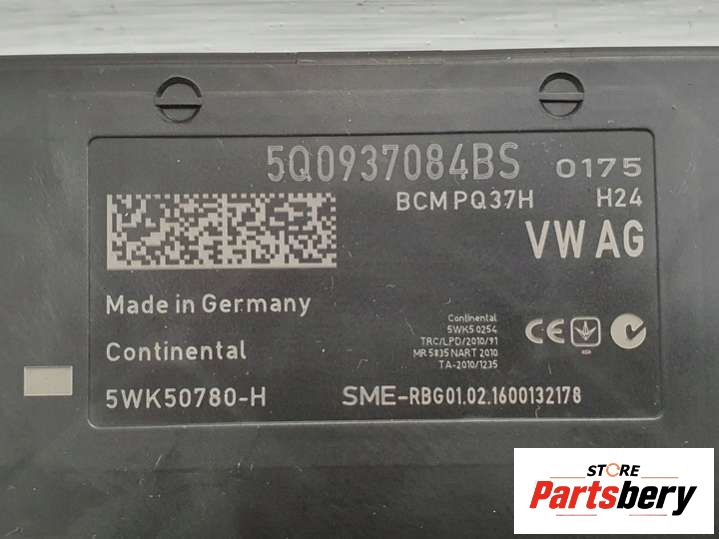 5Q0937084BS 0175
BCM PQ37H H24
VW AG
Made in Germany
Continental
5WK50780-H
Continental
5WK5 0254
TRC/LPD/2010/91
MR 5835 NART 2010
TA-2010/1235
CE
SME-RBG01.02.1600132178
STORE
Partsbery